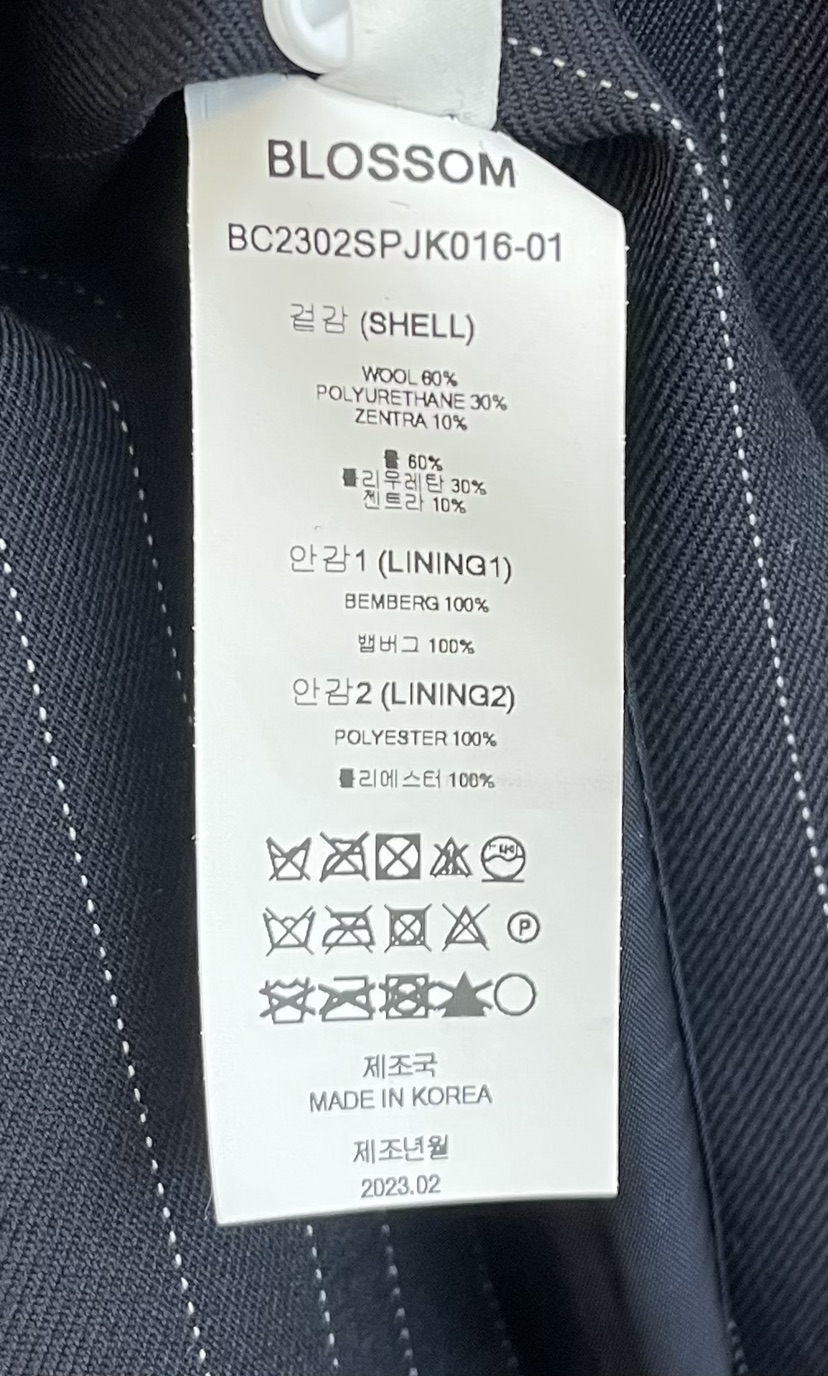 BLOSSOM
BC2302SPJK016-01
겉감 (SHELL)
WOOL 60%
POLYURETHANE 30%
ZENTRA 10%
60%
폴리우레탄 30%
젠트라 10%
안감1 (LINING1)
BEMBERG 100%
뱀버그 100%
안감2 (LINING2)
POLYESTER 100%
폴리에스터 100%
P
제조국
MADE IN KOREA
제조년월
2023.02